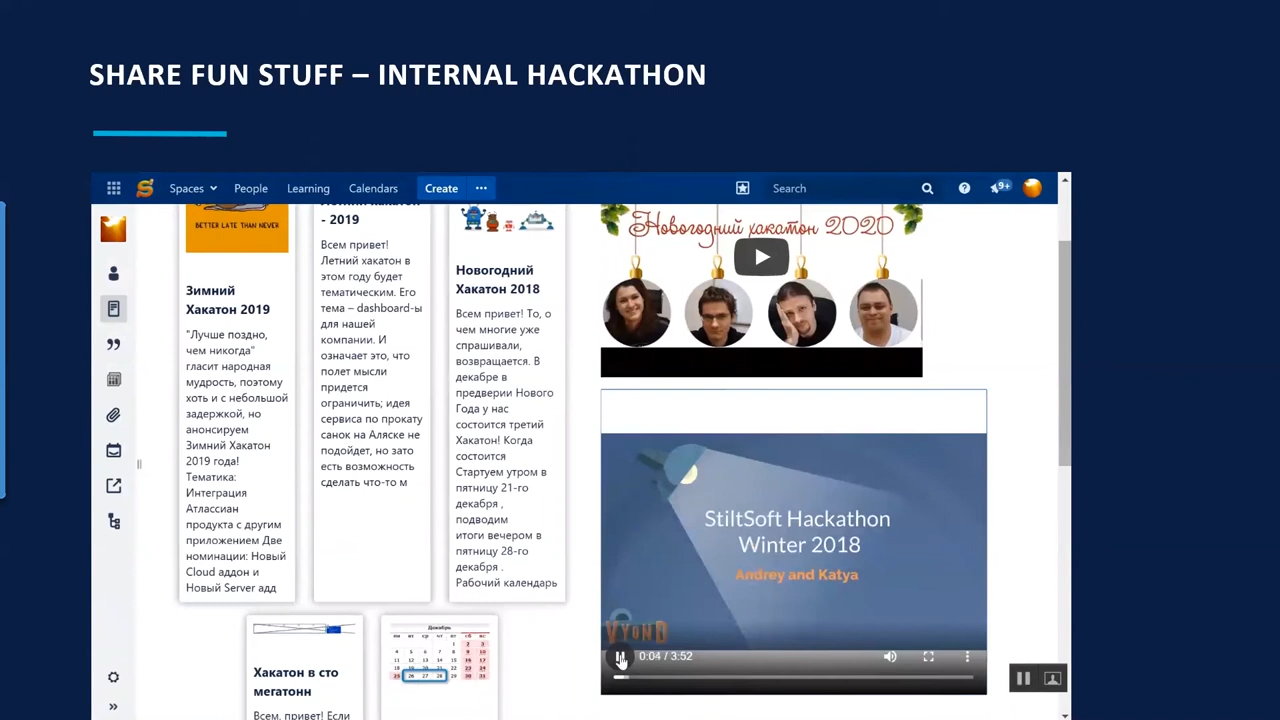 SHARE FUN STUFF – INTERNAL HACKATHON
Spaces
People
Learning
Calendars
Create
Search
9+
BETTER LATE THAN NEVER
Зимний
Хакатон 2019
"Лучше поздно,
чем никогда"
гласит народная
мудрость, поэтому
хоть и с небольшой
задержкой, но
анонсируем
Зимний Хакатон
2019 года!
Тематика:
Интеграция
Атлассиан
продукта с другим
приложением Две
номинации: Новый
Cloud аддон и
Новый Server адд
- 2019
Всем привет!
Летний хакатон в
этом году будет
тематическим. Его
тема – dashboard-ы
для нашей
компании. И
означает это, что
полет мысли
придется
ограничить; идея
сервиса по прокату
санок на Аляске не
подойдет, но зато
есть возможность
сделать что-то м
Новогодний
Хакатон 2018
Всем привет! То, о
чем многие уже
спрашивали,
возвращается. В
декабре в
предверии Нового
Года у нас
состоится третий
Хакатон! Когда
состоится
Стартуем утром в
пятницу 21-го
декабря ,
подводим
итоги вечером в
пятницу 28-го
декабря .
Рабочий календарь
Новогодний хакатон 2020
StiltSoft Hackathon
Winter 2018
Andrey and Katya
VYOND
0:04 / 3:52
Хакатон в сто
мегатонн
Всем, привет! Если
Декабрь